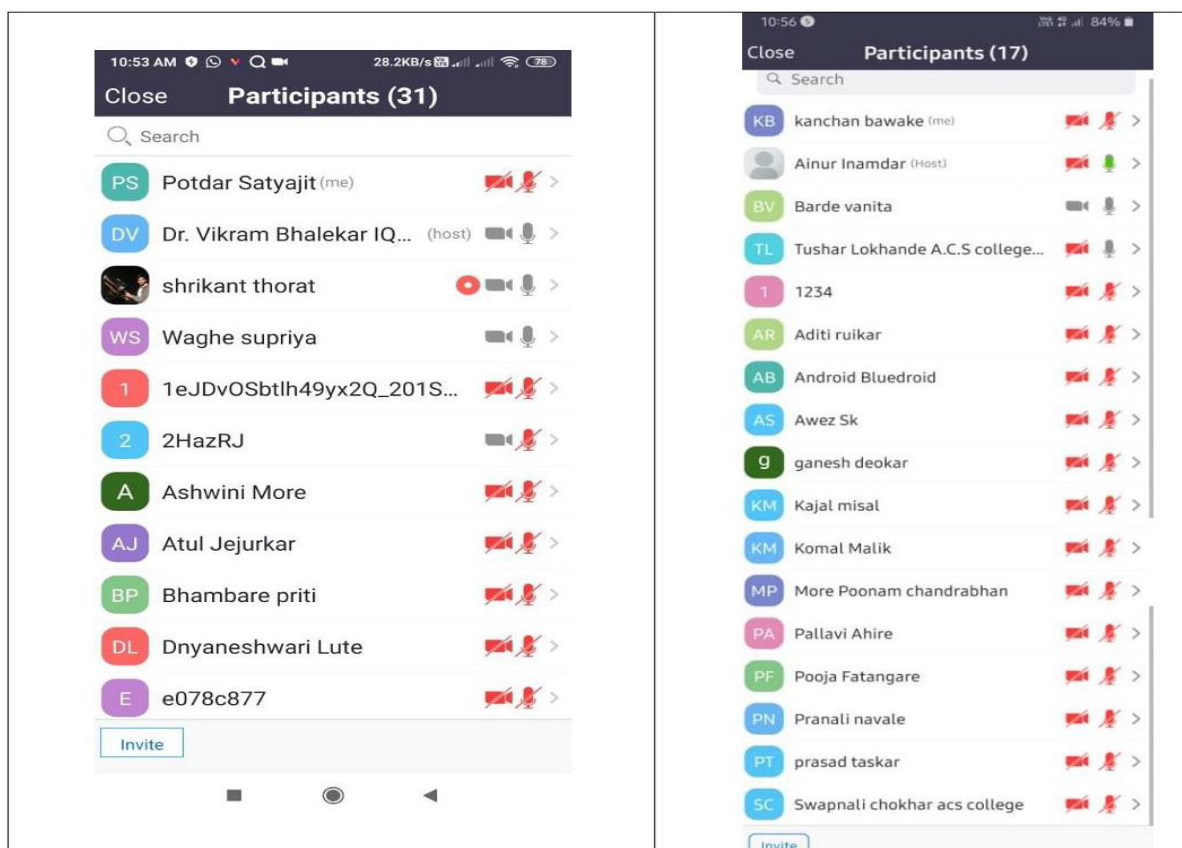 10:53 AM 28.2KB/s 78
Close Participants (31)
Search
PS Potdar Satyajit (me)
DV Dr. Vikram Bhalekar IQ... (host)
shrikant thorat
WS Waghe supriya
1 1eJDvOSbtlh49yx2Q_201S...
2 2HazRJ
A Ashwini More
AJ Atul Jejurkar
BP Bhambare priti
DL Dnyaneshwari Lute
E e078c877
Invite
10:56 84%
Close Participants (17)
Search
KB kanchan bawake (me)
Ainur Inamdar (Host)
BV Barde vanita
TL Tushar Lokhande A.C.S college...
1 1234
AR Aditi ruikar
AB Android Bluedroid
AS Awez Sk
g ganesh deokar
KM Kajal misal
KM Komal Malik
MP More Poonam chandrabhan
PA Pallavi Ahire
PF Pooja Fatangare
PN Pranali navale
PT prasad taskar
SC Swapnali chokhar acs college
Invite